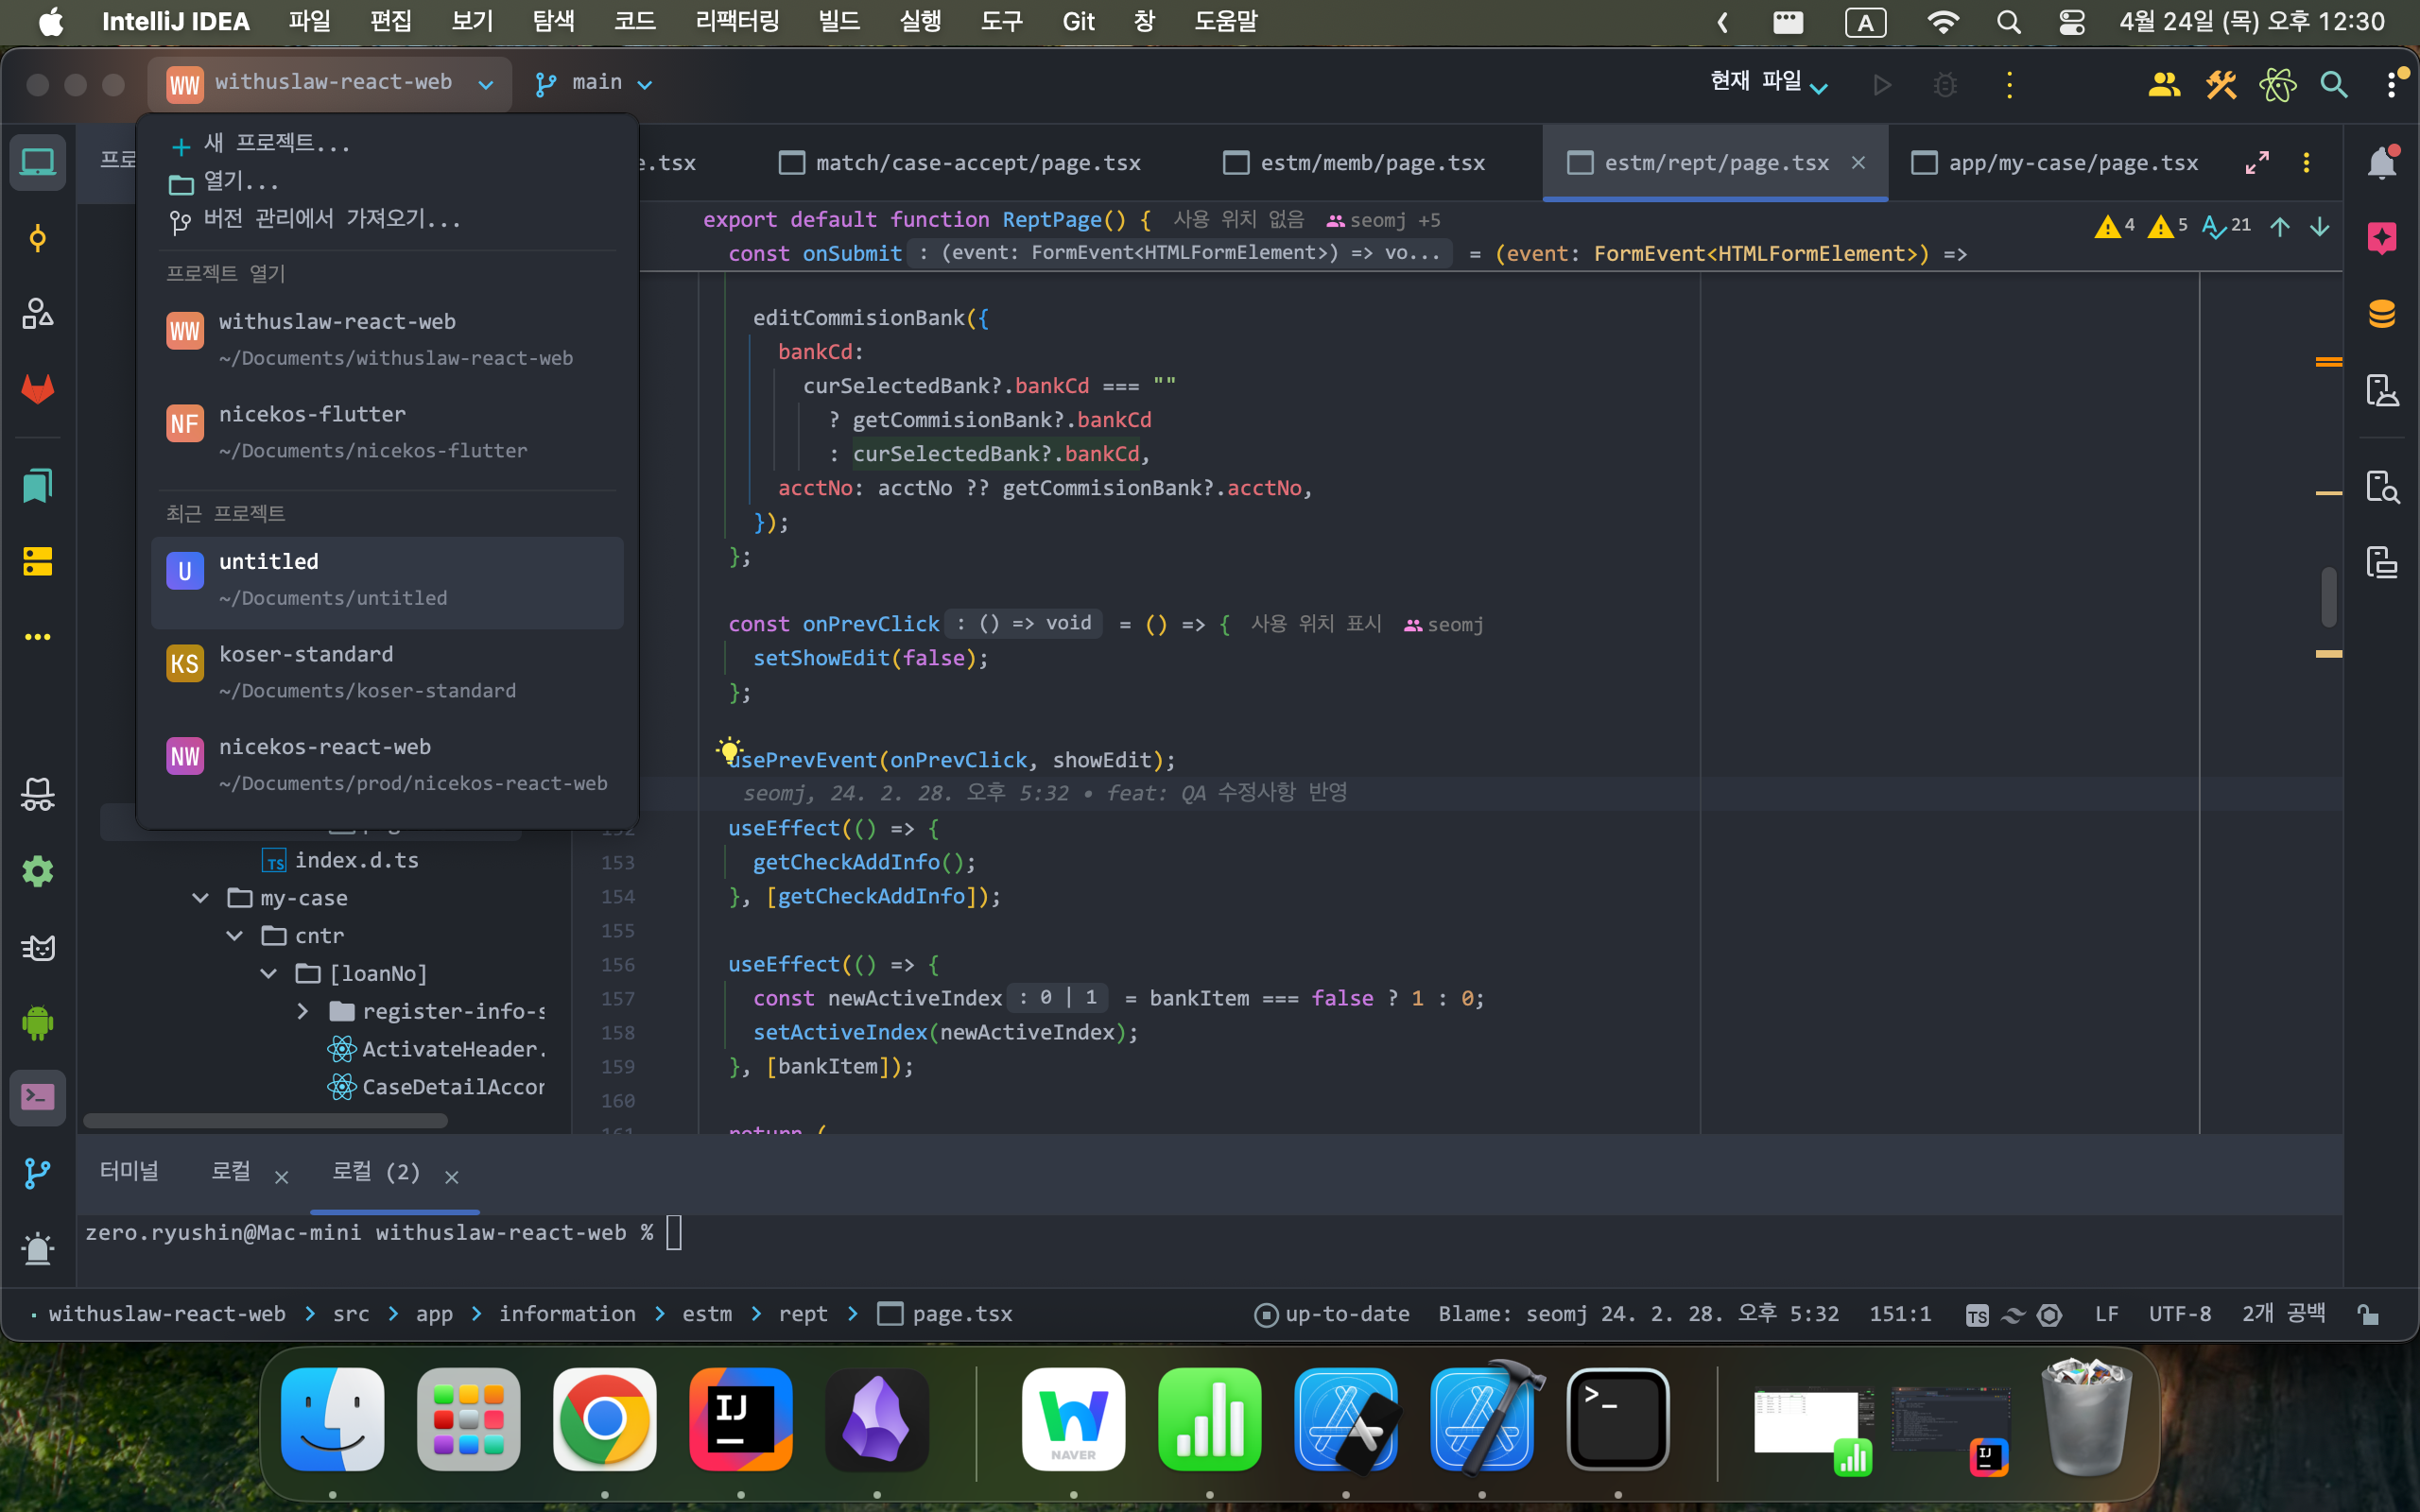 IntelliJ IDEA 파일 편집 보기 탐색 코드 리팩터링 빌드 실행 도구 Git 창 도움말 A 4월 24일 (목) 오후 12:30
WW withuslaw-react-web main 현재 파일
새 프로젝트...
열기...
버전 관리에서 가져오기...
프로젝트 열기
WW withuslaw-react-web
~/Documents/withuslaw-react-web
NF nicekos-flutter
~/Documents/nicekos-flutter
최근 프로젝트
U untitled
~/Documents/untitled
KS koser-standard
~/Documents/koser-standard
NW nicekos-react-web
~/Documents/prod/nicekos-react-web
프로
e.tsx match/case-accept/page.tsx estm/memb/page.tsx estm/rept/page.tsx app/my-case/page.tsx
export default function ReptPage() { 사용 위치 없음 seomj +5
4 5 21
const onSubmit : (event: FormEvent<HTMLFormElement>) => vo... = (event: FormEvent<HTMLFormElement>) =>
editCommisionBank({
bankCd:
curSelectedBank?.bankCd === ""
? getCommisionBank?.bankCd
: curSelectedBank?.bankCd,
acctNo: acctNo ?? getCommisionBank?.acctNo,
});
};
const onPrevClick : () => void = () => { 사용 위치 표시 seomj
setShowEdit(false);
};
usePrevEvent(onPrevClick, showEdit);
seomj, 24. 2. 28. 오후 5:32 • feat: QA 수정사항 반영
useEffect(() => {
153 getCheckAddInfo();
154 }, [getCheckAddInfo]);
155
156 useEffect(() => {
157 const newActiveIndex : 0 | 1 = bankItem === false ? 1 : 0;
158 setActiveIndex(newActiveIndex);
159 }, [bankItem]);
160
161 return (
TS index.d.ts
my-case
cntr
[loanNo]
register-info-s
ActivateHeader.
CaseDetailAccor
터미널 로컬 로컬 (2)
zero.ryushin@Mac-mini withuslaw-react-web %
withuslaw-react-web > src > app > information > estm > rept > page.tsx up-to-date Blame: seomj 24. 2. 28. 오후 5:32 151:1 TS LF UTF-8 2개 공백
IJ
NAVER
>_
IJ